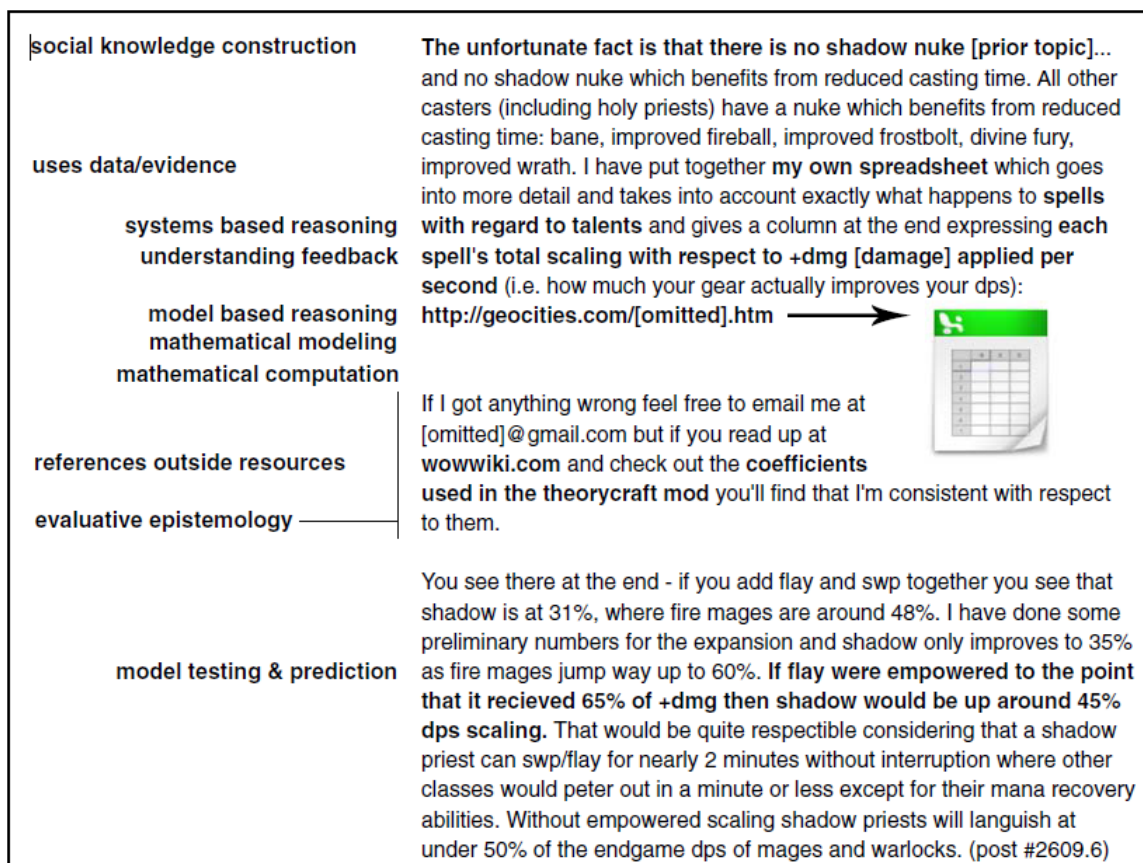 social knowledge construction
The unfortunate fact is that there is no shadow nuke [prior topic]...
and no shadow nuke which benefits from reduced casting time. All other
casters (including holy priests) have a nuke which benefits from reduced
casting time: bane, improved fireball, improved frostbolt, divine fury,
uses data/evidence
improved wrath. I have put together my own spreadsheet which goes
into more detail and takes into account exactly what happens to spells
systems based reasoning
with regard to talents and gives a column at the end expressing each
understanding feedback
spell's total scaling with respect to +dmg [damage] applied per
second (i.e. how much your gear actually improves your dps):
model based reasoning
http://geocities.com/[omitted].htm
mathematical modeling
mathematical computation
If I got anything wrong feel free to email me at
[omitted]@gmail.com but if you read up at
references outside resources
wowwiki.com and check out the coefficients
used in the theorycraft mod you'll find that I'm consistent with respect
evaluative epistemology
to them.
You see there at the end - if you add flay and swp together you see that
shadow is at 31%, where fire mages are around 48%. I have done some
preliminary numbers for the expansion and shadow only improves to 35%
model testing & prediction
as fire mages jump way up to 60%. If flay were empowered to the point
that it recieved 65% of +dmg then shadow would be up around 45%
dps scaling. That would be quite respectible considering that a shadow
priest can swp/flay for nearly 2 minutes without interruption where other
classes would peter out in a minute or less except for their mana recovery
abilities. Without empowered scaling shadow priests will languish at
under 50% of the endgame dps of mages and warlocks. (post #2609.6)